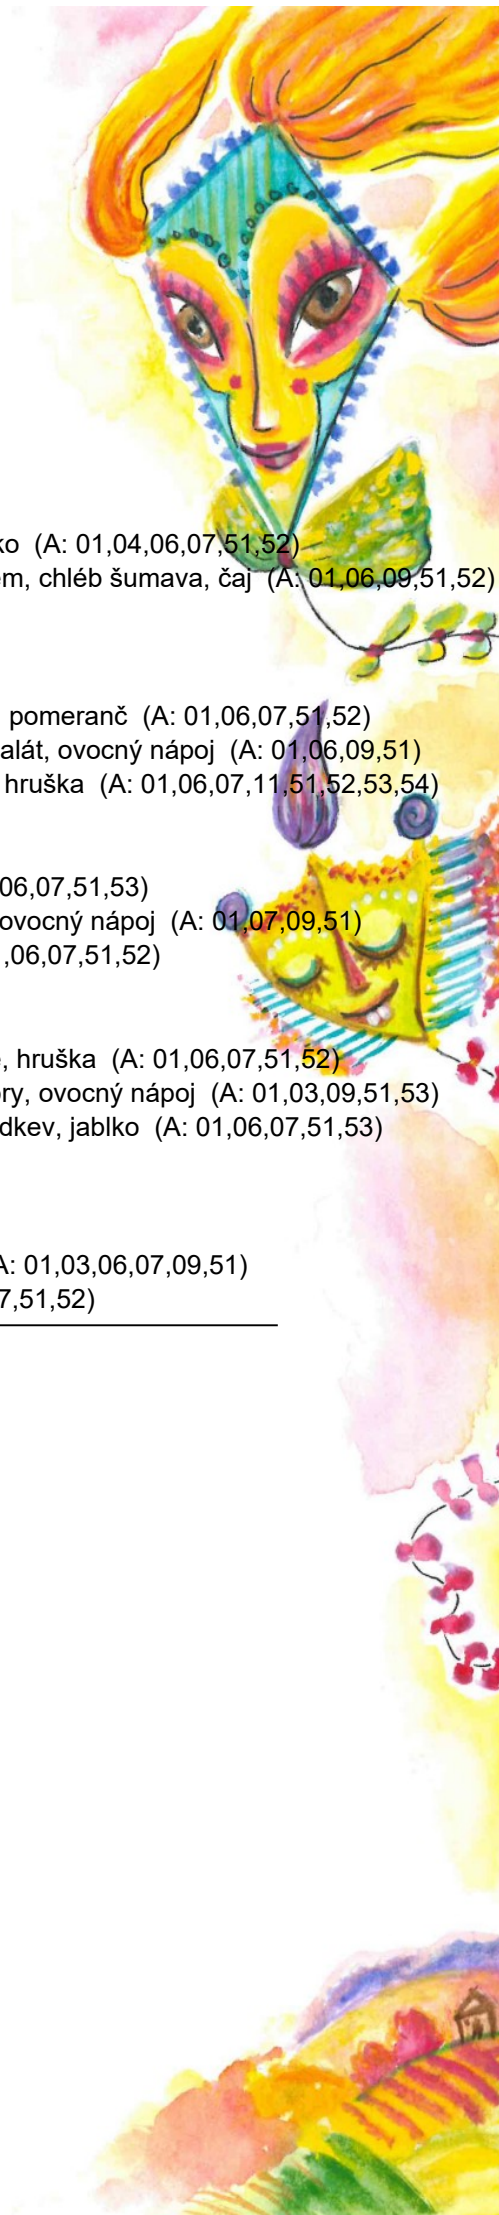 ko (A: 01,04,06,07,51,52)
em, chléb šumava, čaj (A: 01,06,09,51,52)
pomeranč (A: 01,06,07,51,52)
alát, ovocný nápoj (A: 01,06,09,51)
hruška (A: 01,06,07,11,51,52,53,54)
06,07,51,53)
ovocný nápoj (A: 01,07,09,51)
,06,07,51,52)
, hruška (A: 01,06,07,51,52)
ry, ovocný nápoj (A: 01,03,09,51,53)
dkev, jablko (A: 01,06,07,51,53)
A: 01,03,06,07,09,51)
7,51,52)